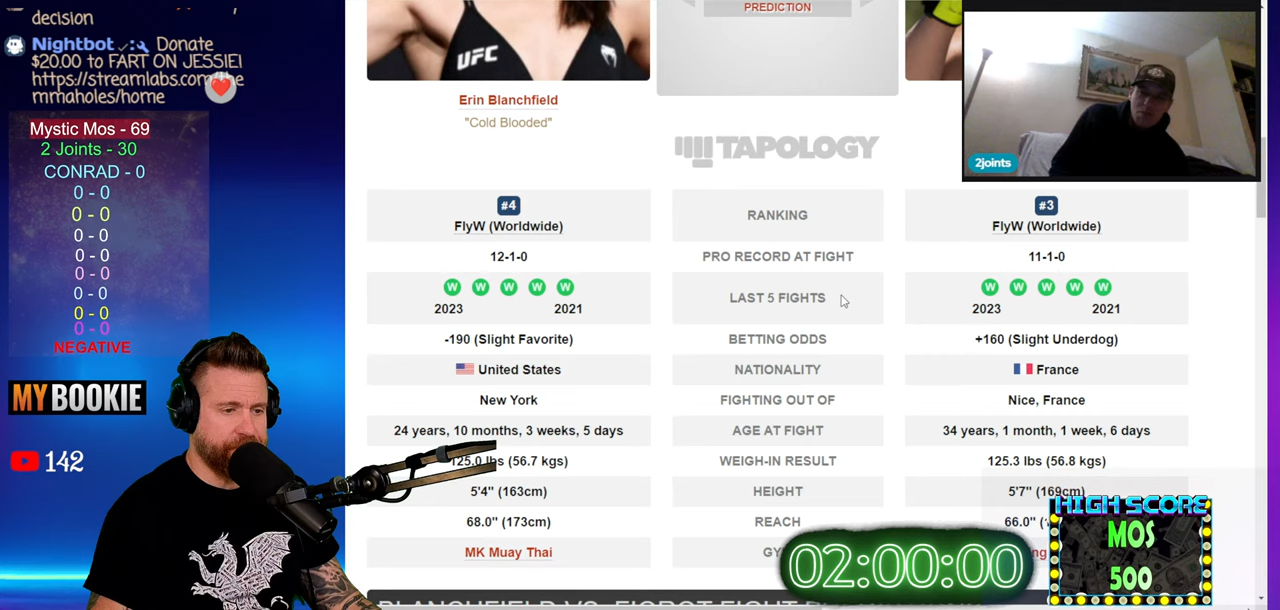 decision
Nightbot : Donate
$20.00 to FART ON JESSIE!
https://streamlabs.com/the
mmaholes/home
Mystic Mos - 69
2 Joints - 30
CONRAD - 0
0 - 0
0 - 0
0 - 0
0 - 0
0 - 0
0 - 0
0 - 0
0 - 0
NEGATIVE
MYBOOKIE
142
UFC
PREDICTION
Erin Blanchfield
"Cold Blooded"
TAPOLOGY
2joints
#4
FlyW (Worldwide)
RANKING
#3
FlyW (Worldwide)
12-1-0
PRO RECORD AT FIGHT
11-1-0
W W W W W
2023 2021
LAST 5 FIGHTS
W W W W W
2023 2021
-190 (Slight Favorite)
BETTING ODDS
+160 (Slight Underdog)
United States
NATIONALITY
France
New York
FIGHTING OUT OF
Nice, France
24 years, 10 months, 3 weeks, 5 days
AGE AT FIGHT
34 years, 1 month, 1 week, 6 days
125.0 lbs (56.7 kgs)
WEIGH-IN RESULT
125.3 lbs (56.8 kgs)
5'4" (163cm)
HEIGHT
5'7" (169cm)
68.0" (173cm)
REACH
66.0"
MK Muay Thai
02:00:00
HIGH SCORE
MOS
500